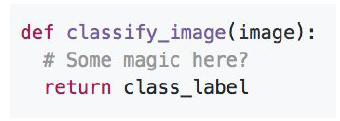 def classify_image(image):
  # Some magic here?
  return class_label